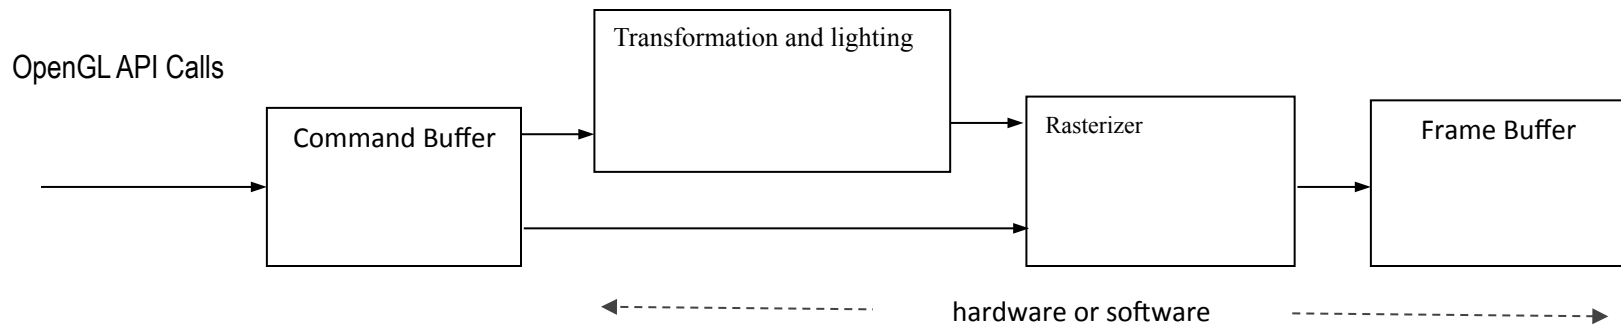 Transformation and lighting
OpenGL API Calls
Command Buffer
Rasterizer
Frame Buffer
hardware or software